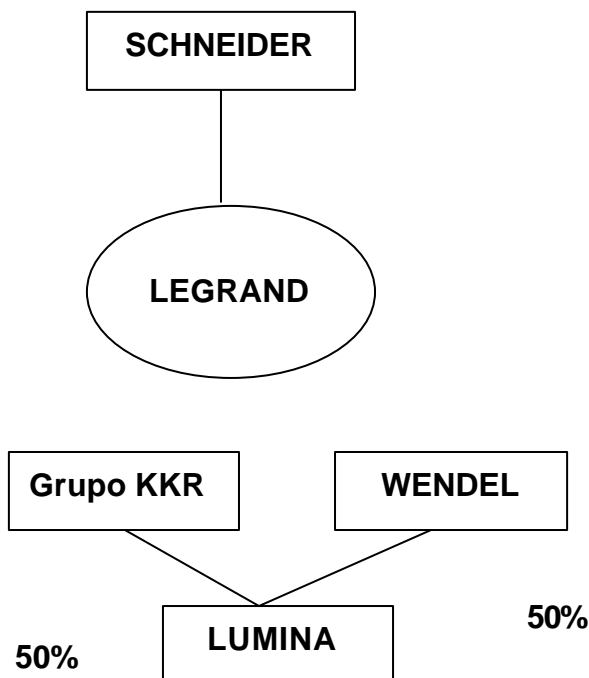 SCHNEIDER
LEGRAND
Grupo KKR
WENDEL
LUMINA
50%
50%